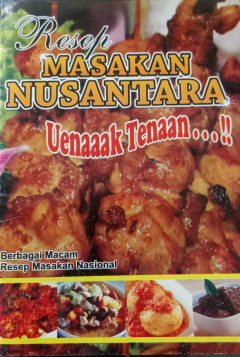 Resep
MASAKAN
NUSANTARA
Uenaaak Tenaan . . . !!
Berbagai Macam
Resep Masakan Nasional